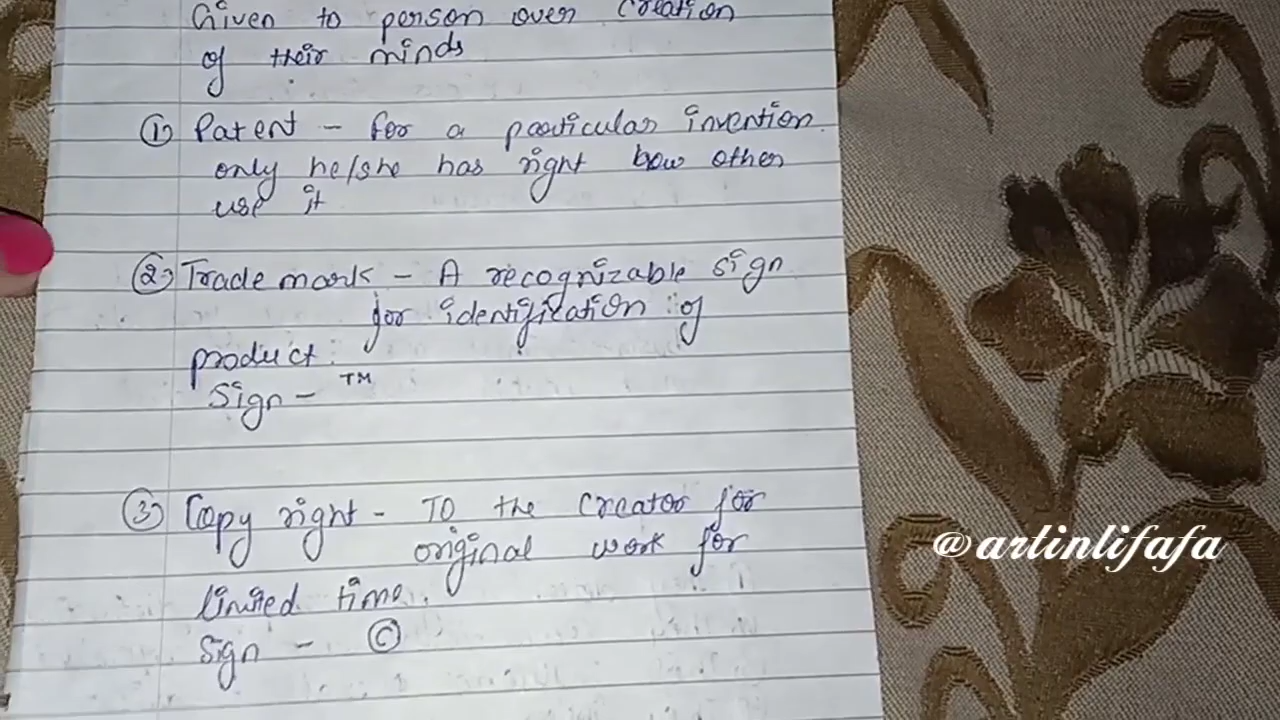 Given to person over Creation
of their minds
① Patent - for a particular invention.
only he/she has right how other
use it
② Trade mark - A recognizable sign
for identification of
product.
Sign - TM
③ Copy right - To the Creator for
original work for
limited time.
Sign - ©
@artinlifafa